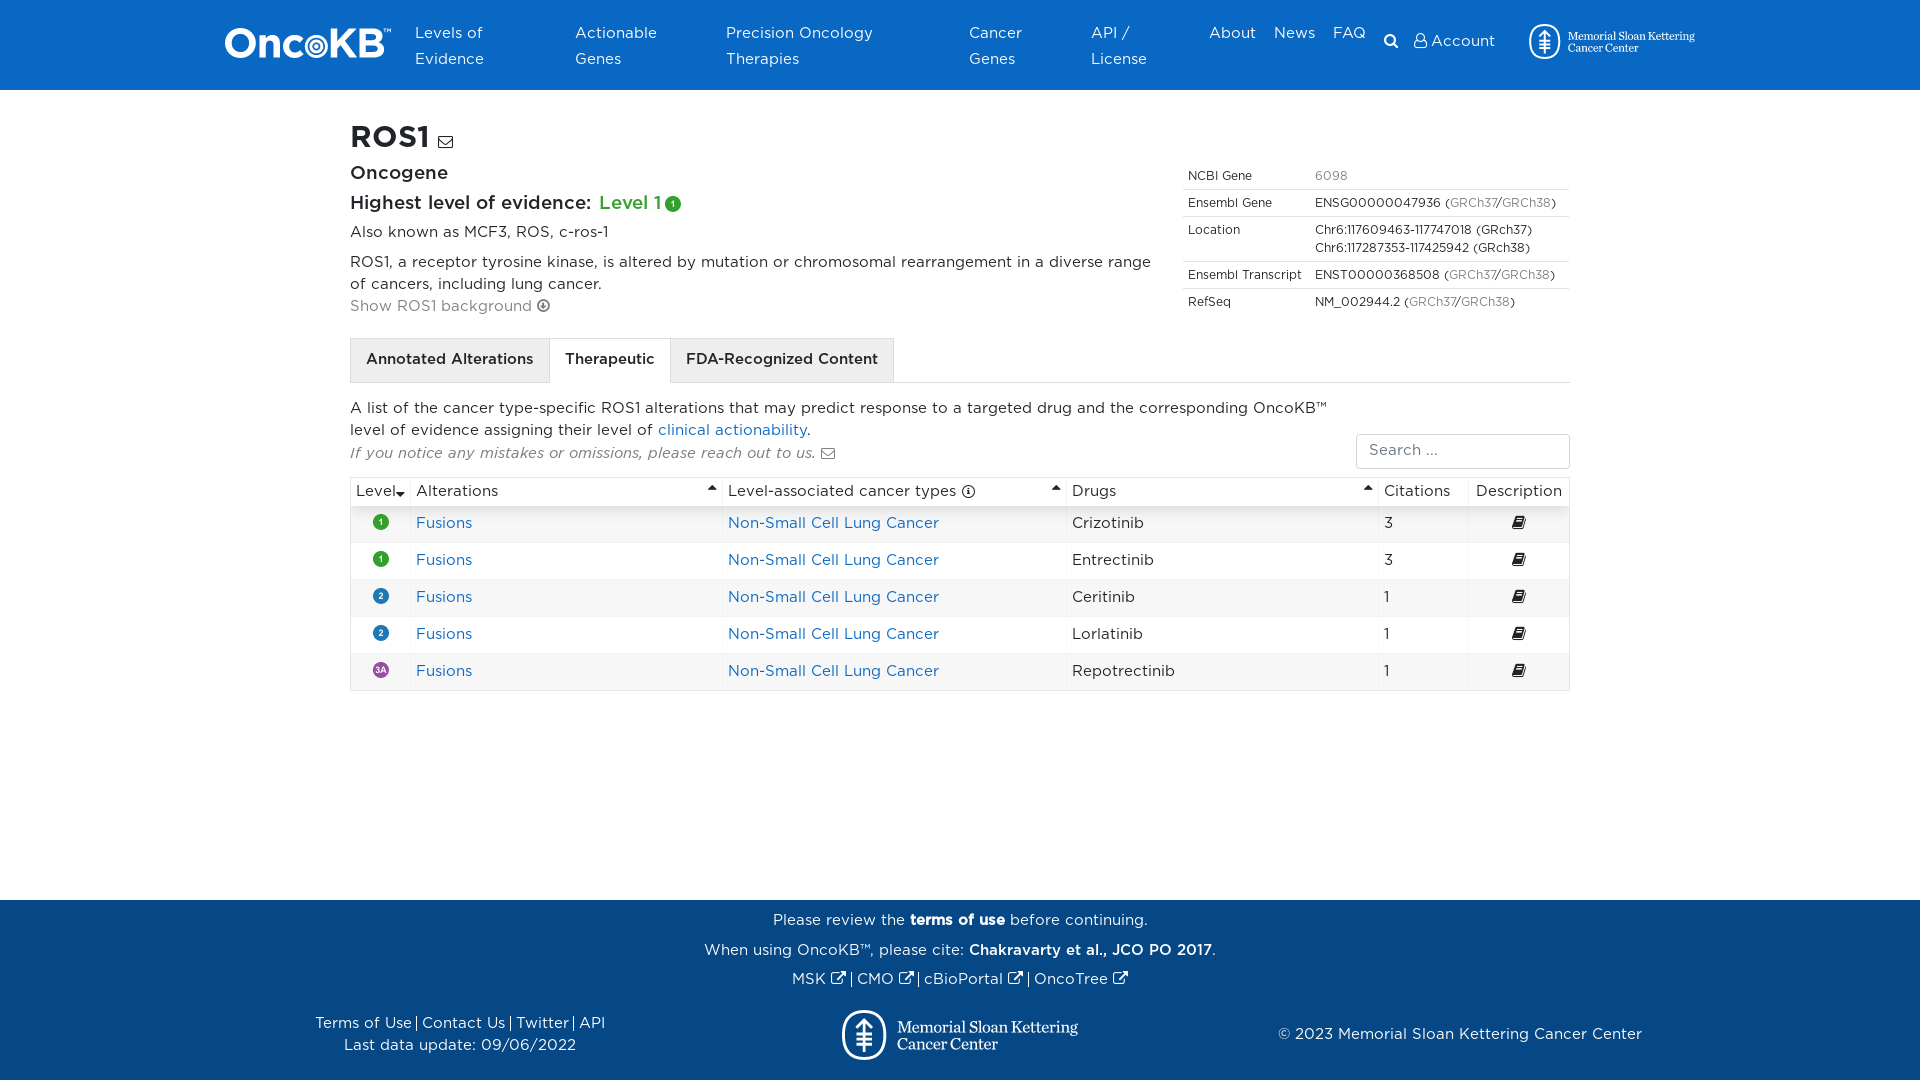 OncoKB™
Levels of Evidence
Actionable Genes
Precision Oncology Therapies
Cancer Genes
API / License
About
News
FAQ
Account
Memorial Sloan Kettering
Cancer Center
ROS1
Oncogene
Highest level of evidence: Level 1 1
Also known as MCF3, ROS, c-ros-1
ROS1, a receptor tyrosine kinase, is altered by mutation or chromosomal rearrangement in a diverse range
of cancers, including lung cancer.
Show ROS1 background
NCBI Gene 6098
Ensembl Gene ENSG00000047936 (GRCh37/GRCh38)
Location Chr6:117609463-117747018 (GRch37)
Chr6:117287353-117425942 (GRch38)
Ensembl Transcript ENST00000368508 (GRCh37/GRCh38)
RefSeq NM_002944.2 (GRCh37/GRCh38)
Annotated Alterations Therapeutic FDA-Recognized Content
A list of the cancer type-specific ROS1 alterations that may predict response to a targeted drug and the corresponding OncoKB™
level of evidence assigning their level of clinical actionability.
If you notice any mistakes or omissions, please reach out to us.
Search ...
Level Alterations Level-associated cancer types Drugs Citations Description
1 Fusions Non-Small Cell Lung Cancer Crizotinib 3
1 Fusions Non-Small Cell Lung Cancer Entrectinib 3
2 Fusions Non-Small Cell Lung Cancer Ceritinib 1
2 Fusions Non-Small Cell Lung Cancer Lorlatinib 1
3A Fusions Non-Small Cell Lung Cancer Repotrectinib 1
Please review the terms of use before continuing.
When using OncoKB™, please cite: Chakravarty et al., JCO PO 2017.
MSK | CMO | cBioPortal | OncoTree
Terms of Use | Contact Us | Twitter | API
Last data update: 09/06/2022
Memorial Sloan Kettering
Cancer Center
© 2023 Memorial Sloan Kettering Cancer Center